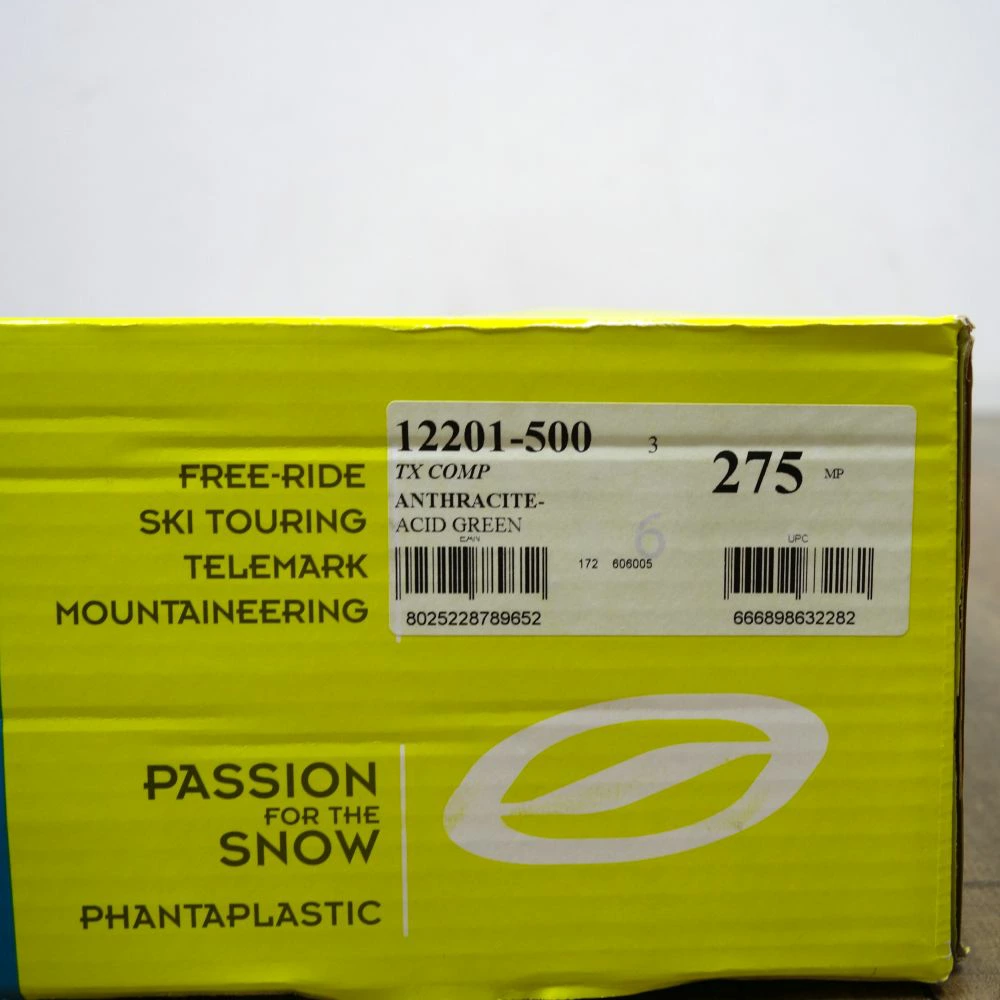 FREE-RIDE
SKI TOURING
TELEMARK
MOUNTAINEERING
12201-500 3
TX COMP
275 MP
ANTHRACITE-
ACID GREEN
6
UPC
172 606005
8025228789652
666898632282
PASSION
FOR THE
SNOW
PHANTAPLASTIC